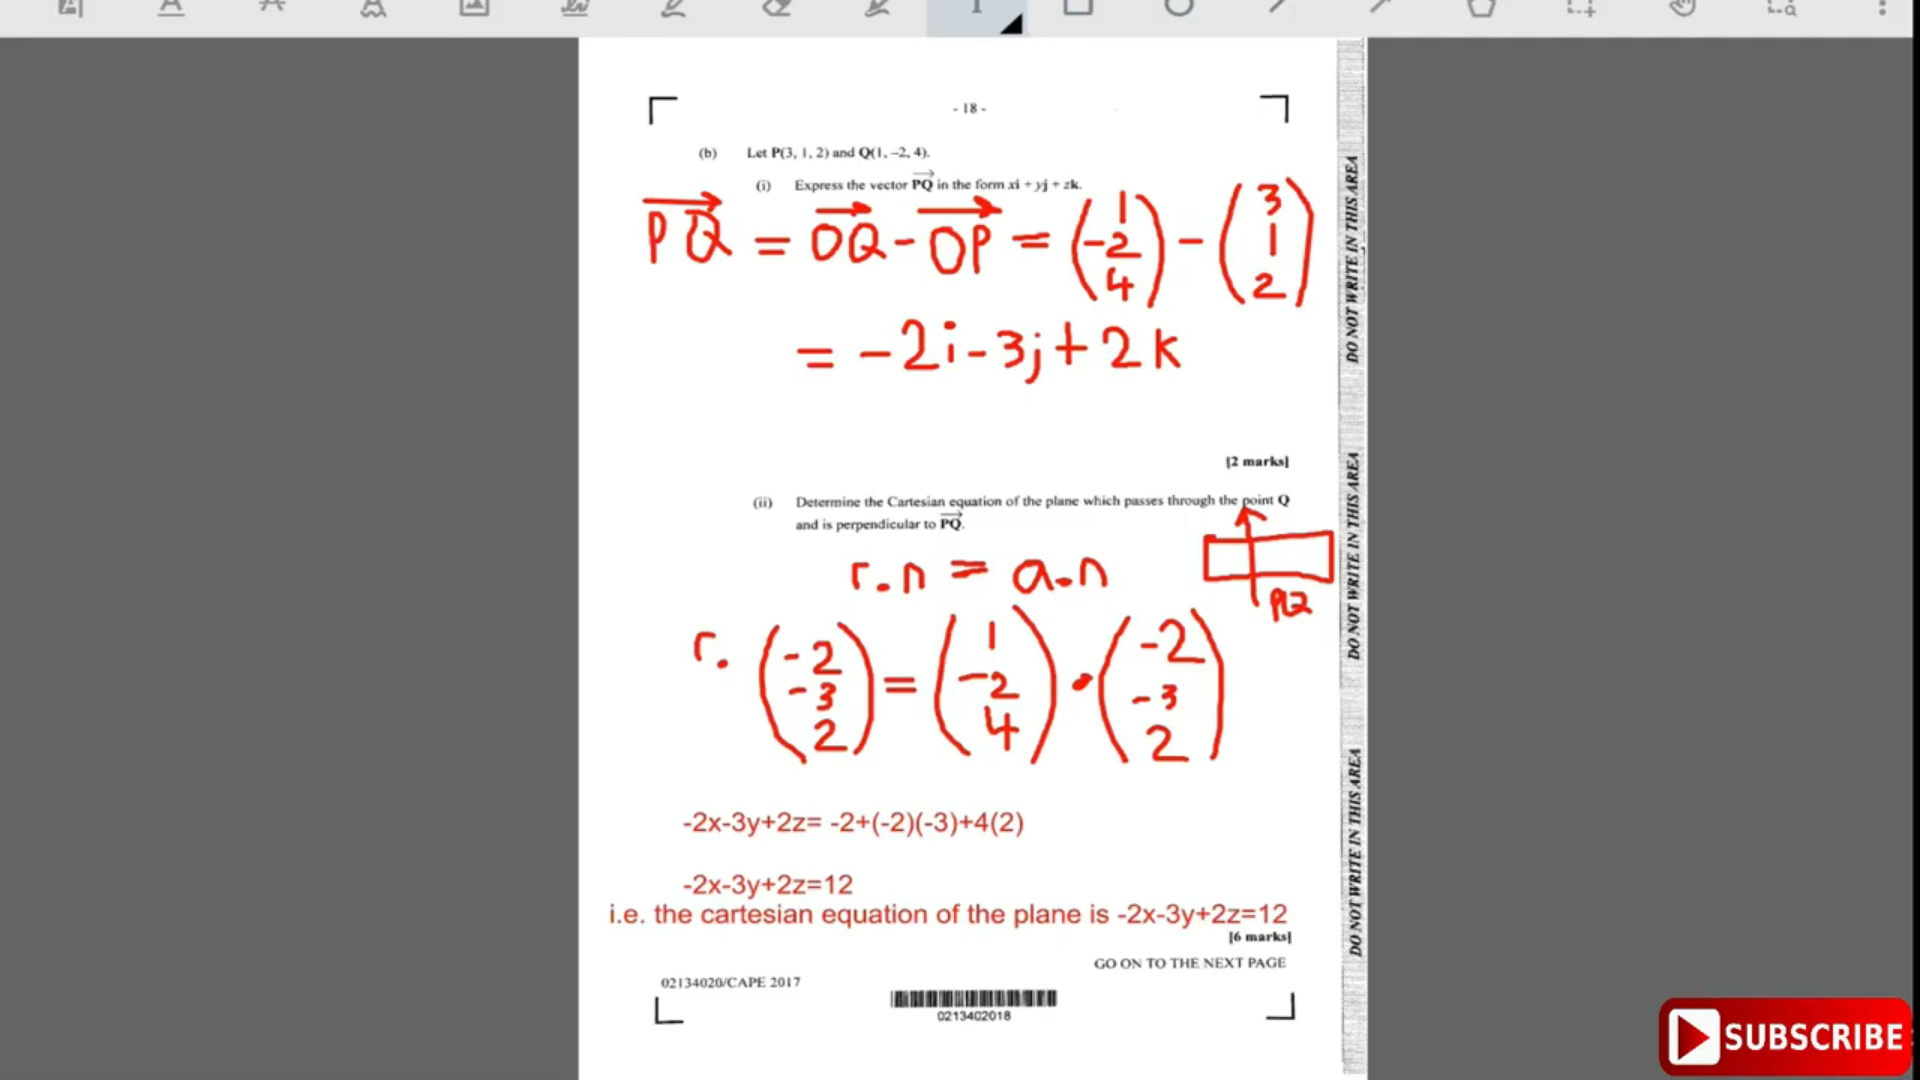 - 18 -
(b) Let P(3, 1, 2) and Q(1, –2, 4).
(i) Express the vector PQ in the form xi + yj + zk.
PQ = OQ - OP = (1 -2 4) - (3 1 2)
= -2i - 3j + 2k
[2 marks]
(ii) Determine the Cartesian equation of the plane which passes through the point Q
and is perpendicular to PQ.
r.n = a.n
PQ
r. (-2 -3 2) = (1 -2 4) . (-2 -3 2)
-2x-3y+2z= -2+(-2)(-3)+4(2)
-2x-3y+2z=12
i.e. the cartesian equation of the plane is -2x-3y+2z=12
[6 marks]
GO ON TO THE NEXT PAGE
02134020/CAPE 2017
0213402018
DO NOT WRITE IN THIS AREA
DO NOT WRITE IN THIS AREA
DO NOT WRITE IN THIS AREA
SUBSCRIBE